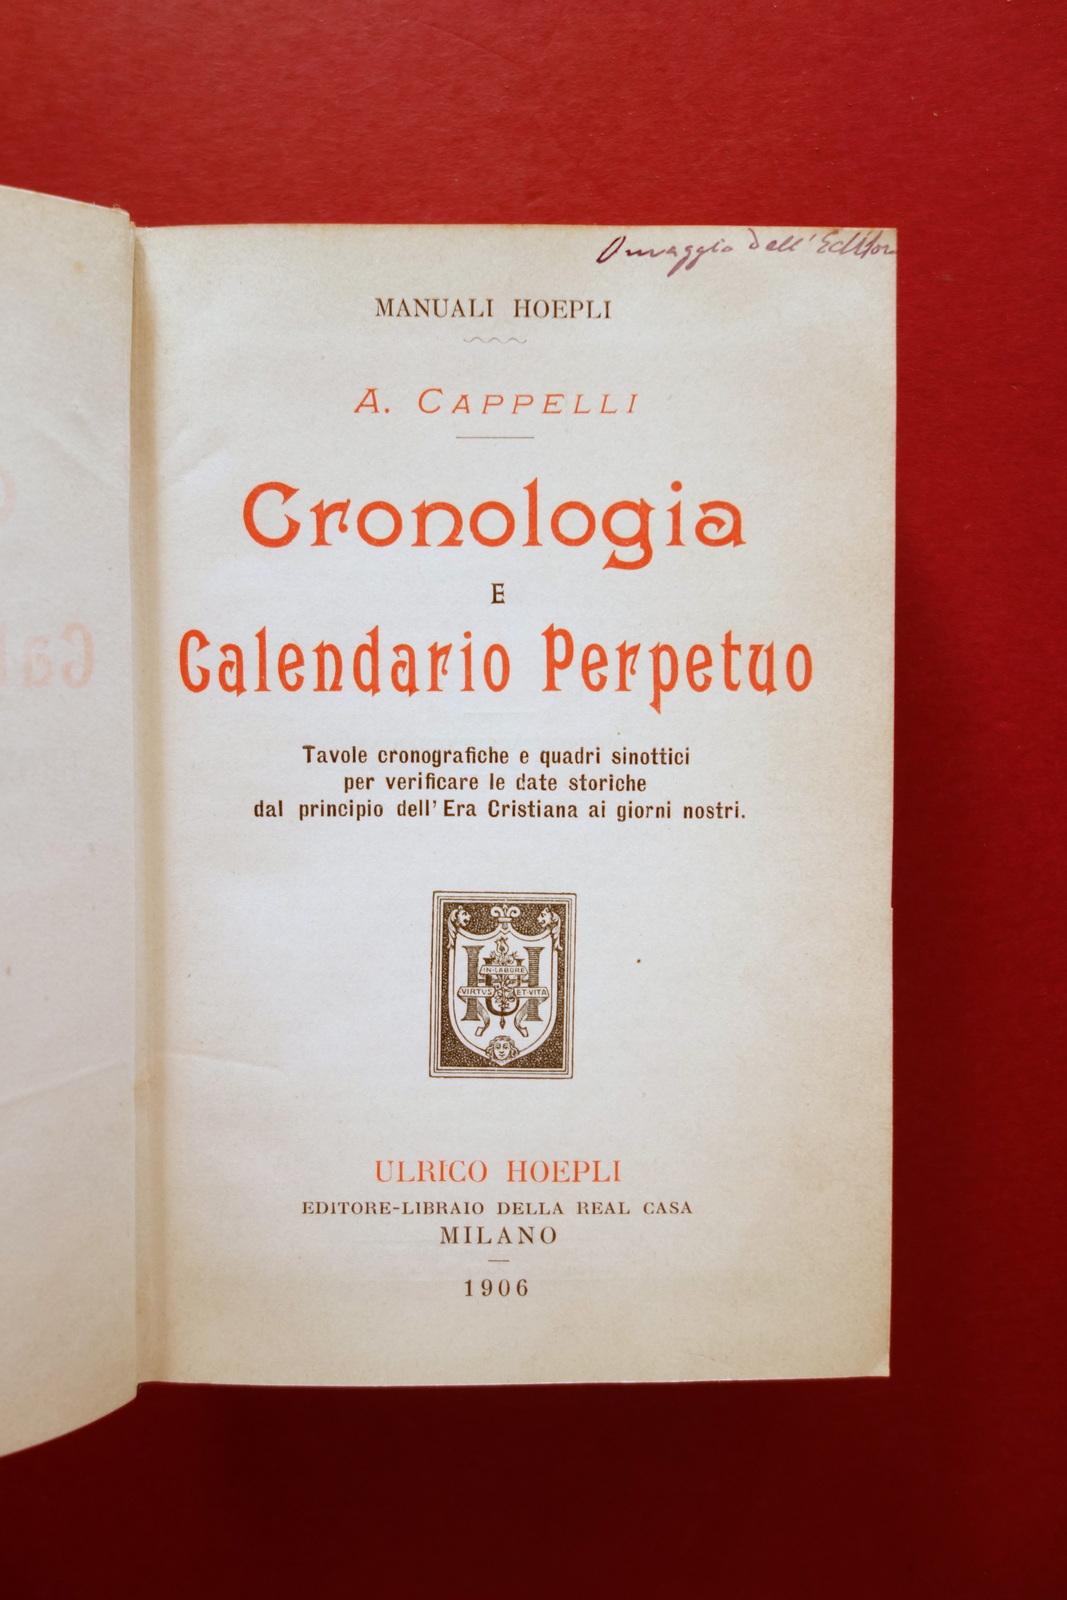 Omaggio dell'Editore
MANUALI HOEPLI
A. CAPPELLI
Cronologia
E
Calendario Perpetuo
Tavole cronografiche e quadri sinottici
per verificare le date storiche
dal principio dell'Era Cristiana ai giorni nostri.
IN·LABORE
VIRTVS ET·VITA
ULRICO HOEPLI
EDITORE-LIBRAIO DELLA REAL CASA
MILANO
1906